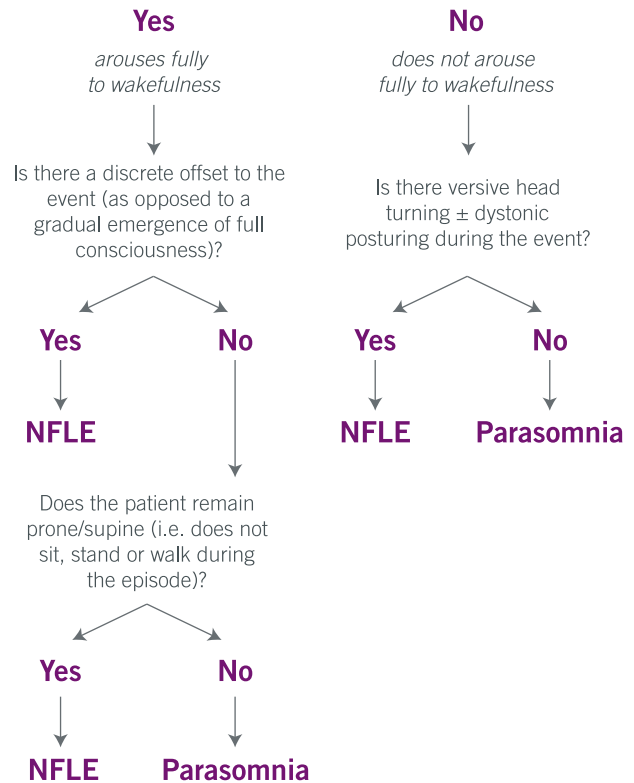 Yes
arouses fully
to wakefulness
Is there a discrete offset to the
event (as opposed to a
gradual emergence of full
consciousness)?
Yes
No
NFLE
Does the patient remain
prone/supine (i.e. does not
sit, stand or walk during
the episode)?
Yes
No
NFLE
Parasomnia
No
does not arouse
fully to wakefulness
Is there versive head
turning ± dystonic
posturing during the event?
Yes
No
NFLE
Parasomnia